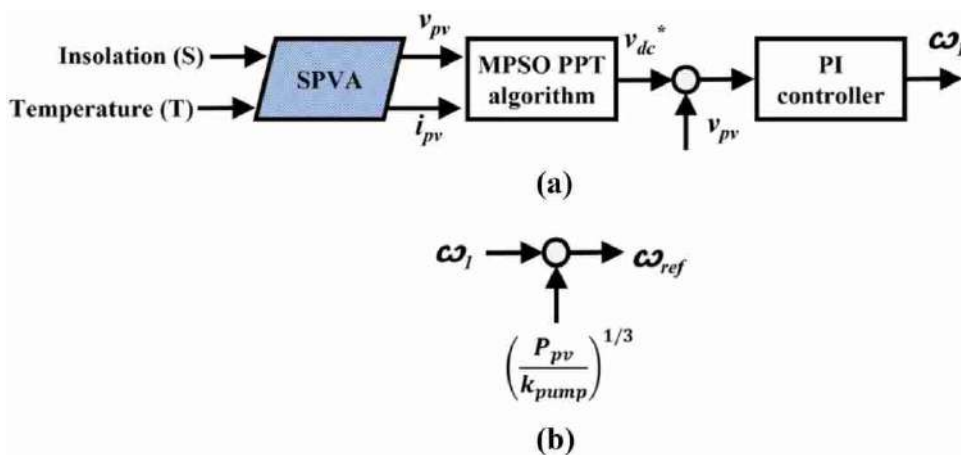 Insolation (S)
Temperature (T)
SPVA
v_pv
i_pv
MPSO PPT
algorithm
v_dc*
v_pv
PI
controller
ω_1
(a)
ω_1
ω_ref
(P_pv / k_pump)^1/3
(b)